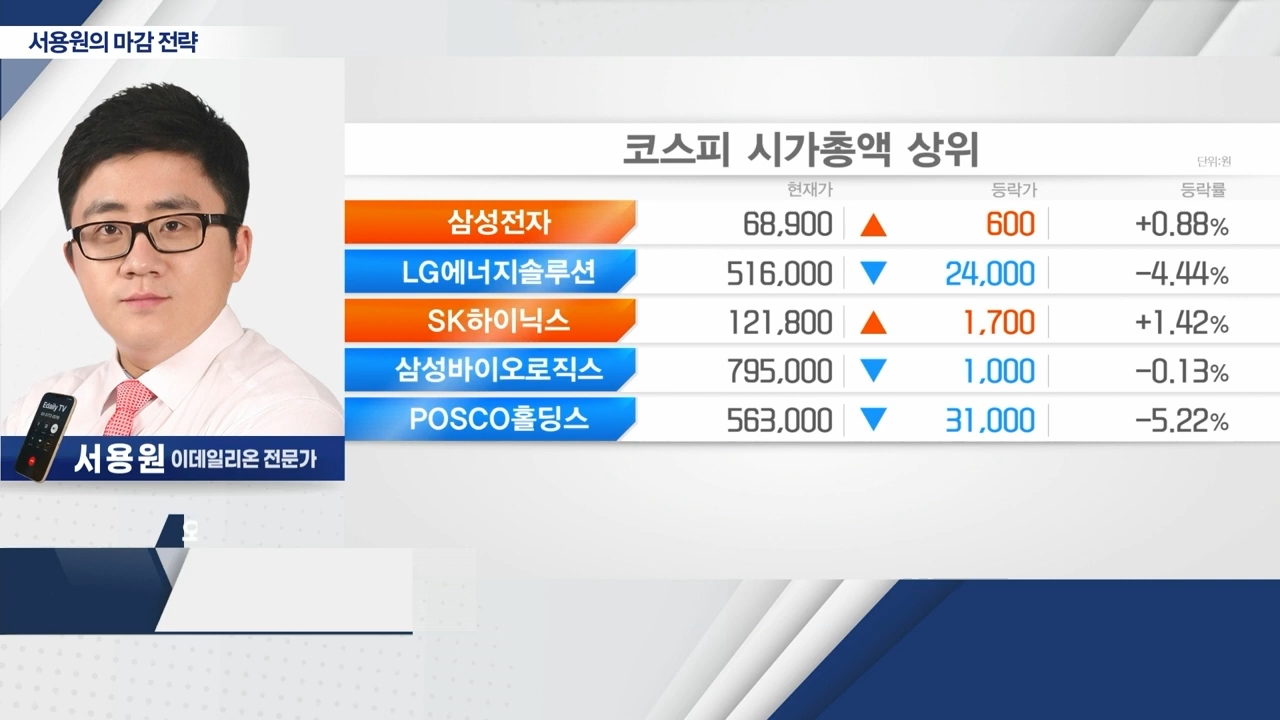 서용원의 마감 전략
코스피 시가총액 상위
단위:원
현재가 등락가 등락률
삼성전자 68,900 ▲ 600 +0.88%
LG에너지솔루션 516,000 ▼ 24,000 -4.44%
SK하이닉스 121,800 ▲ 1,700 +1.42%
삼성바이오로직스 795,000 ▼ 1,000 -0.13%
POSCO홀딩스 563,000 ▼ 31,000 -5.22%
Edaily TV
서용원 이데일리온 전문가